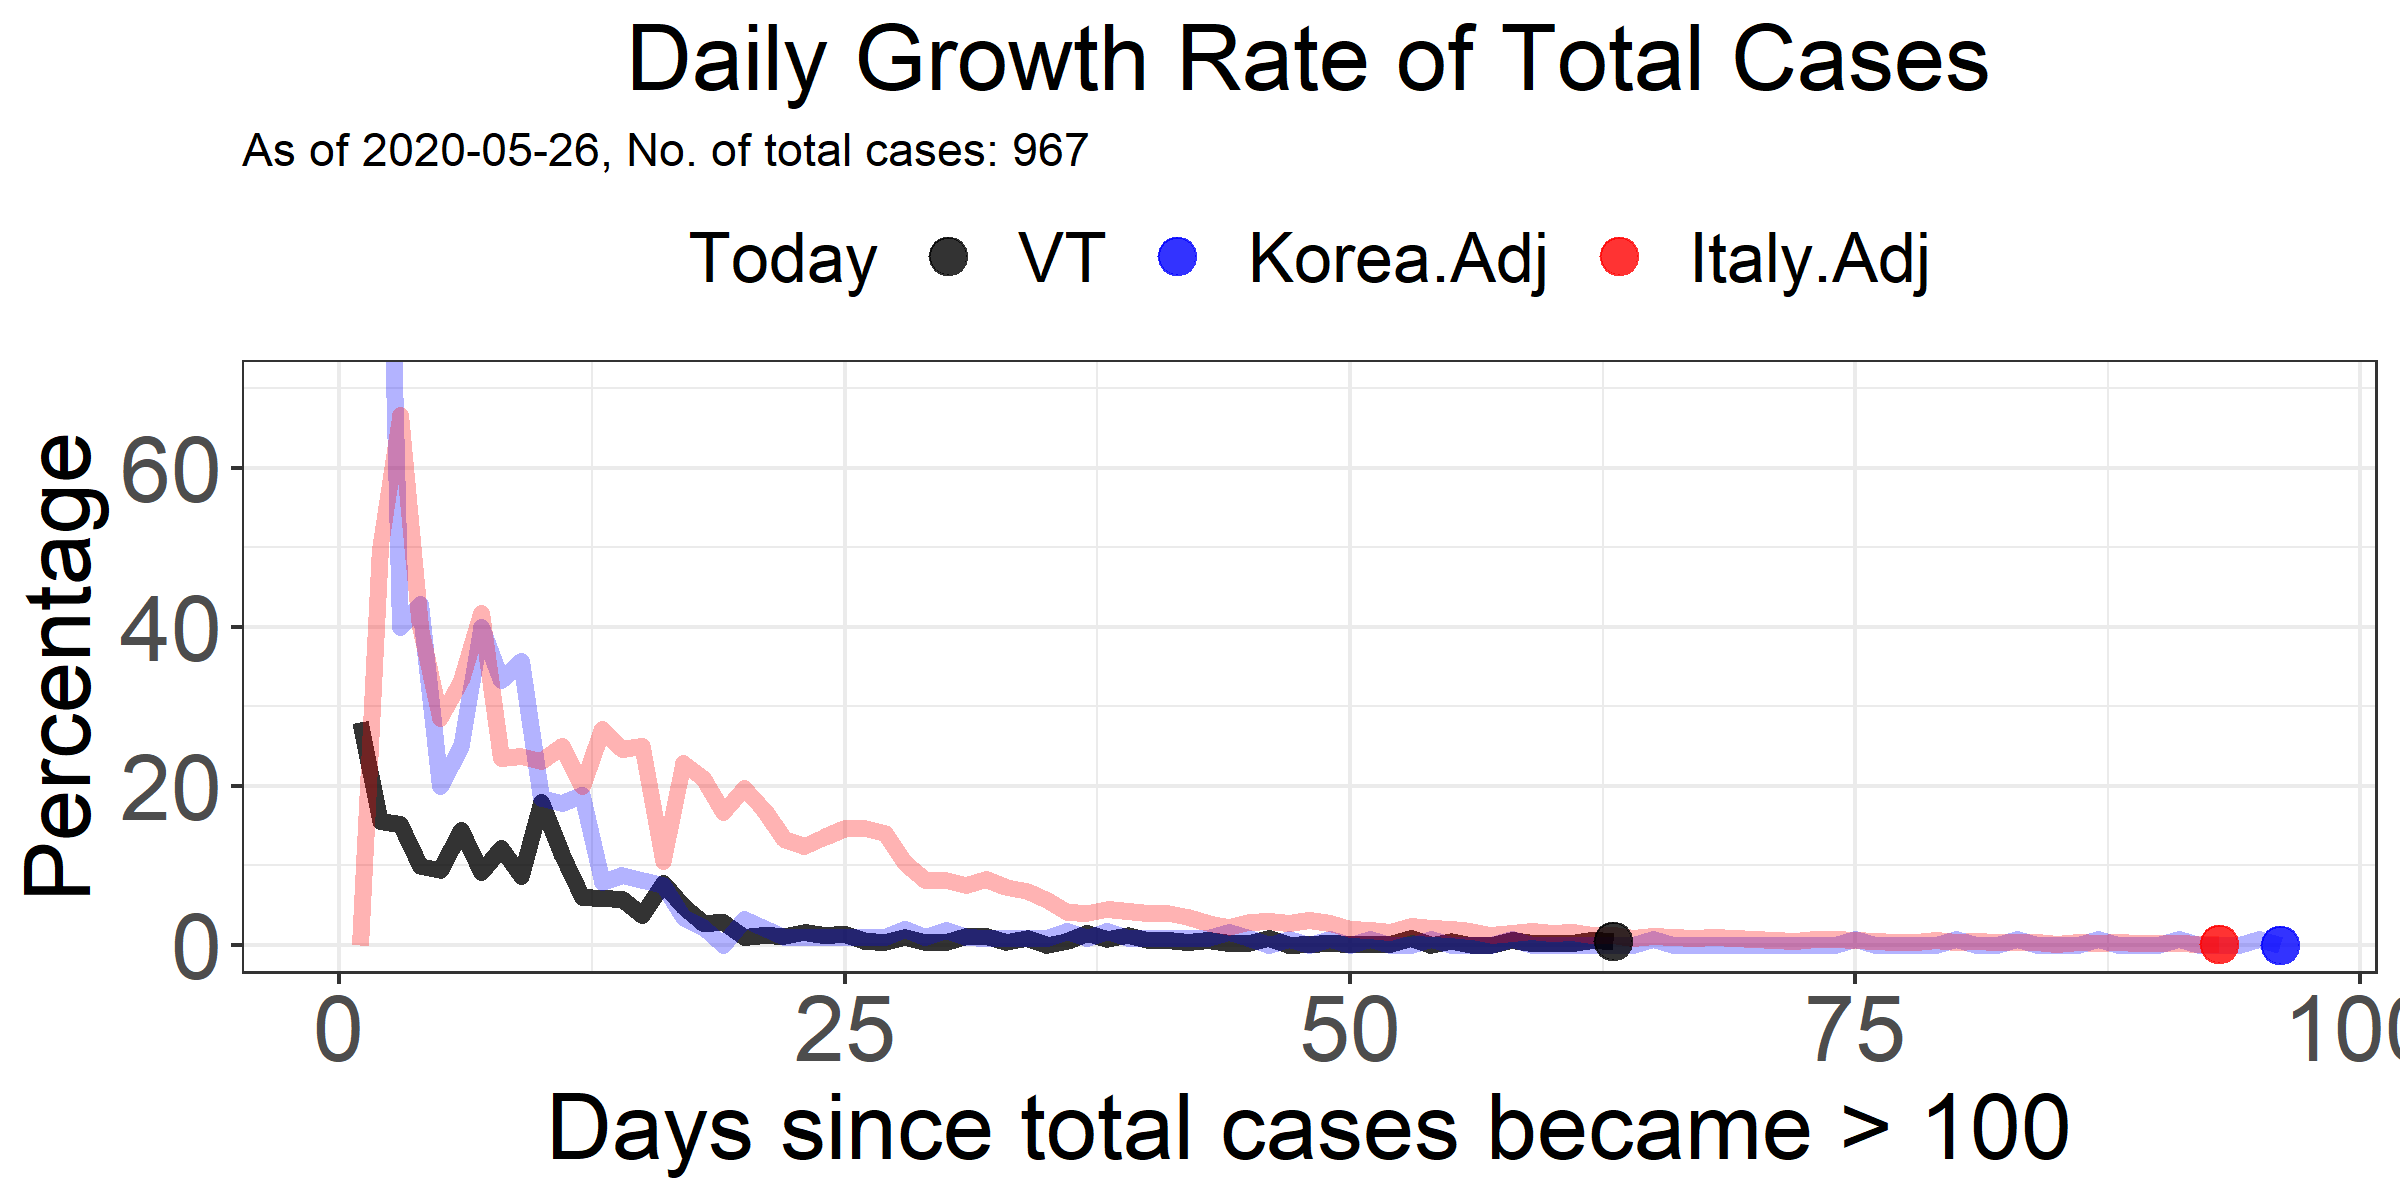 Daily Growth Rate of Total Cases
As of 2020-05-26, No. of total cases: 967
Today VT Korea.Adj Italy.Adj
Percentage
60
40
20
0
0 25 50 75 100
Days since total cases became > 100